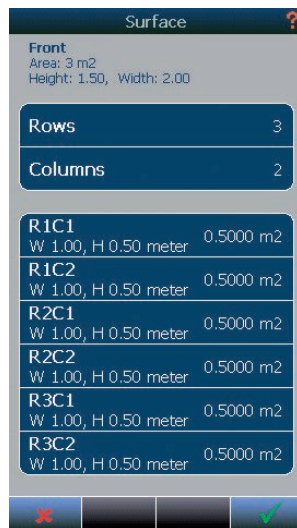 Surface ?
Front
Area: 3 m2
Height: 1.50, Width: 2.00
Rows 3
Columns 2
R1C1
W 1.00, H 0.50 meter 0.5000 m2
R1C2
W 1.00, H 0.50 meter 0.5000 m2
R2C1
W 1.00, H 0.50 meter 0.5000 m2
R2C2
W 1.00, H 0.50 meter 0.5000 m2
R3C1
W 1.00, H 0.50 meter 0.5000 m2
R3C2
W 1.00, H 0.50 meter 0.5000 m2